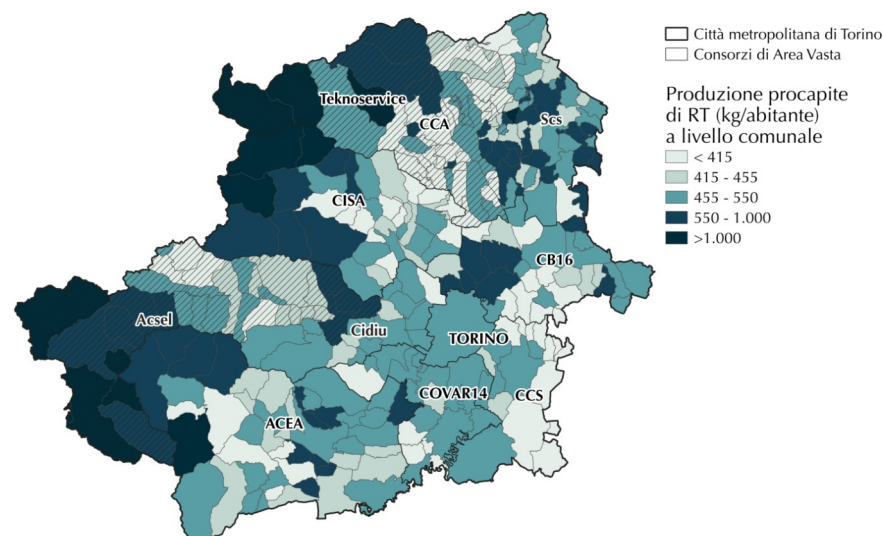 Città metropolitana di Torino
Consorzi di Area Vasta
Produzione procapite
di RT (kg/abitante)
a livello comunale
< 415
415 - 455
455 - 550
550 - 1.000
>1.000
Teknoservice
CCA
Scs
CISA
CB16
Acsel
Cidiu
TORINO
COVAR14
CCS
ACEA